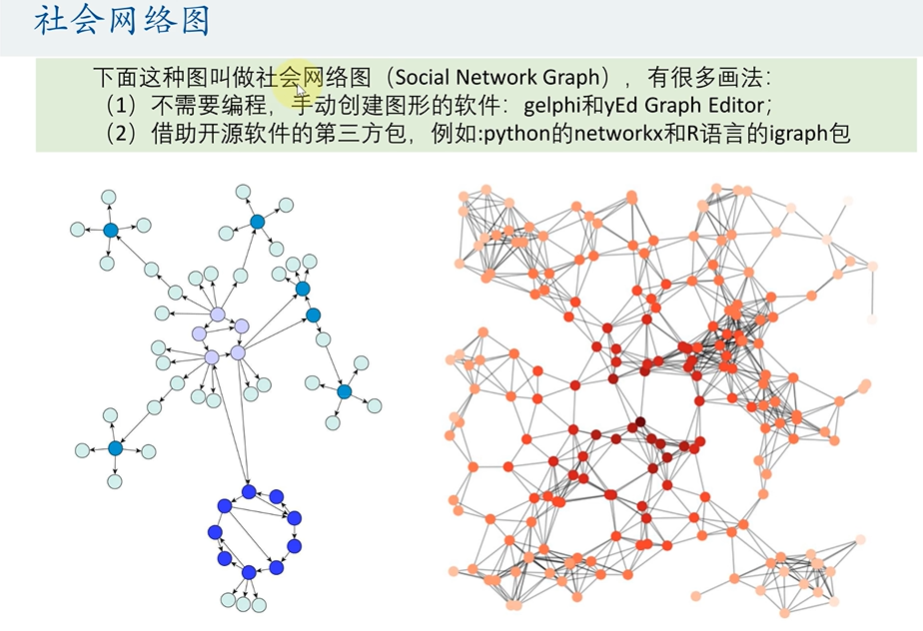 社会网络图
下面这种图叫做社会网络图（Social Network Graph），有很多画法：
（1）不需要编程，手动创建图形的软件：gelphi和yEd Graph Editor；
（2）借助开源软件的第三方包，例如:python的networkx和R语言的igraph包